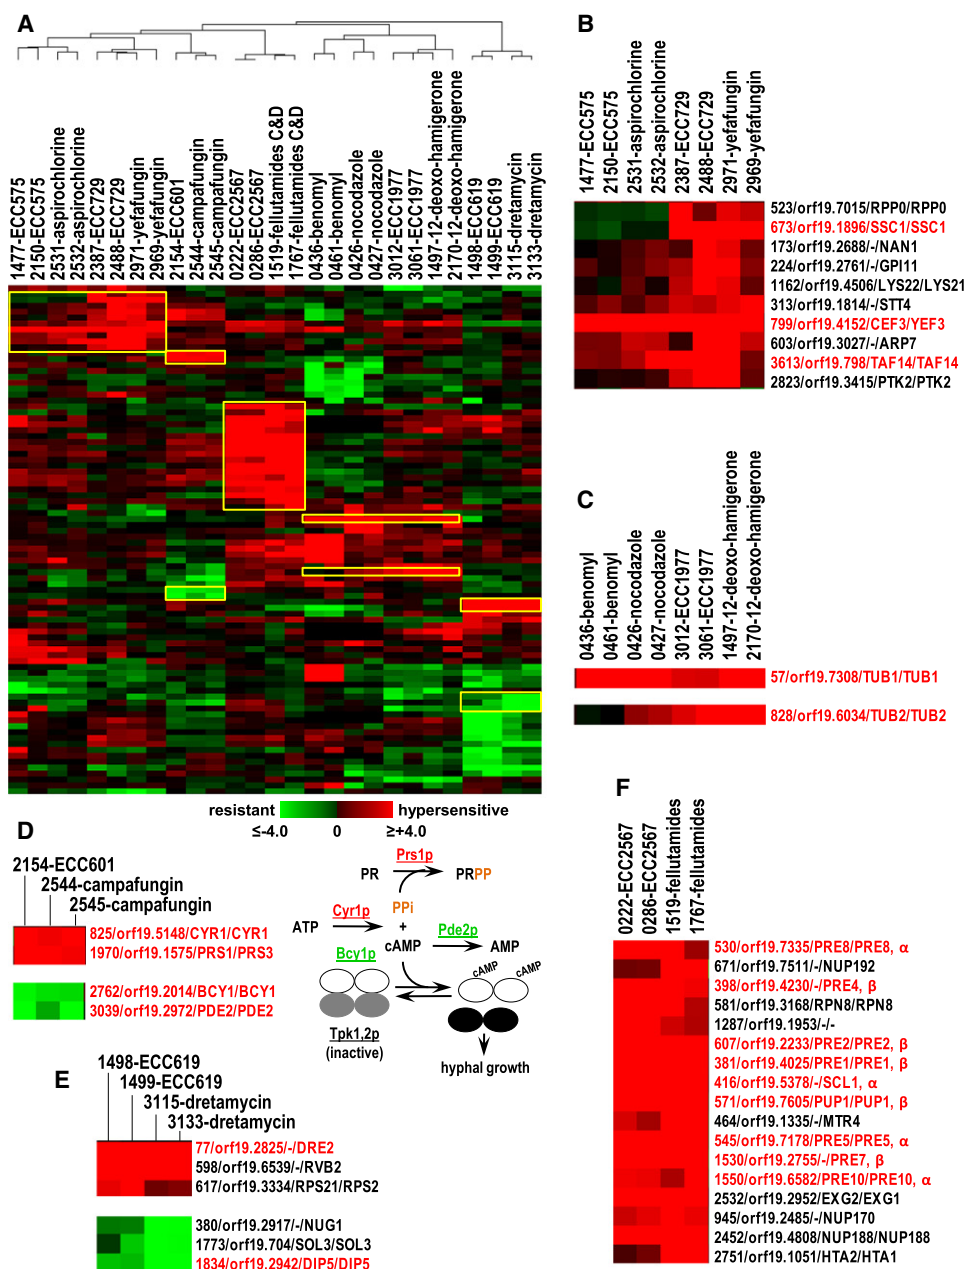 A
1477-ECC575
2150-ECC575
2531-aspirochlorine
2532-aspirochlorine
2387-ECC729
2488-ECC729
2971-yefafungin
2969-yefafungin
2154-ECC601
2544-campafungin
2545-campafungin
0222-ECC2567
0286-ECC2567
1519-fellutamides C&D
1767-fellutamides C&D
0436-benomyl
0461-benomyl
0426-nocodazole
0427-nocodazole
3012-ECC1977
3061-ECC1977
1497-12-deoxo-hamigerone
2170-12-deoxo-hamigerone
1498-ECC619
1499-ECC619
3115-dretamycin
3133-dretamycin
resistant
hypersensitive
≤-4.0 0 ≥+4.0
B
1477-ECC575
2150-ECC575
2531-aspirochlorine
2532-aspirochlorine
2387-ECC729
2488-ECC729
2971-yefafungin
2969-yefafungin
523/orf19.7015/RPP0/RPP0
673/orf19.1896/SSC1/SSC1
173/orf19.2688/-/NAN1
224/orf19.2761/-/GPI11
1162/orf19.4506/LYS22/LYS21
313/orf19.1814/-/STT4
799/orf19.4152/CEF3/YEF3
603/orf19.3027/-/ARP7
3613/orf19.798/TAF14/TAF14
2823/orf19.3415/PTK2/PTK2
C
0436-benomyl
0461-benomyl
0426-nocodazole
0427-nocodazole
3012-ECC1977
3061-ECC1977
1497-12-deoxo-hamigerone
2170-12-deoxo-hamigerone
57/orf19.7308/TUB1/TUB1
828/orf19.6034/TUB2/TUB2
D
2154-ECC601
2544-campafungin
2545-campafungin
825/orf19.5148/CYR1/CYR1
1970/orf19.1575/PRS1/PRS3
2762/orf19.2014/BCY1/BCY1
3039/orf19.2972/PDE2/PDE2
Prs1p
PR
PRPP
PPi
Cyr1p
ATP
+
cAMP
Pde2p
AMP
Bcy1p
cAMP
cAMP
Tpk1,2p
(inactive)
hyphal growth
E
1498-ECC619
1499-ECC619
3115-dretamycin
3133-dretamycin
77/orf19.2825/-/DRE2
598/orf19.6539/-/RVB2
617/orf19.3334/RPS21/RPS2
380/orf19.2917/-/NUG1
1773/orf19.704/SOL3/SOL3
1834/orf19.2942/DIP5/DIP5
F
0222-ECC2567
0286-ECC2567
1519-fellutamides
1767-fellutamides
530/orf19.7335/PRE8/PRE8, α
671/orf19.7511/-/NUP192
398/orf19.4230/-/PRE4, β
581/orf19.3168/RPN8/RPN8
1287/orf19.1953/-/-
607/orf19.2233/PRE2/PRE2, β
381/orf19.4025/PRE1/PRE1, β
416/orf19.5378/-/SCL1, α
571/orf19.7605/PUP1/PUP1, β
464/orf19.1335/-/MTR4
545/orf19.7178/PRE5/PRE5, α
1530/orf19.2755/-/PRE7, β
1550/orf19.6582/PRE10/PRE10, α
2532/orf19.2952/EXG2/EXG1
945/orf19.2485/-/NUP170
2452/orf19.4808/NUP188/NUP188
2751/orf19.1051/HTA2/HTA1